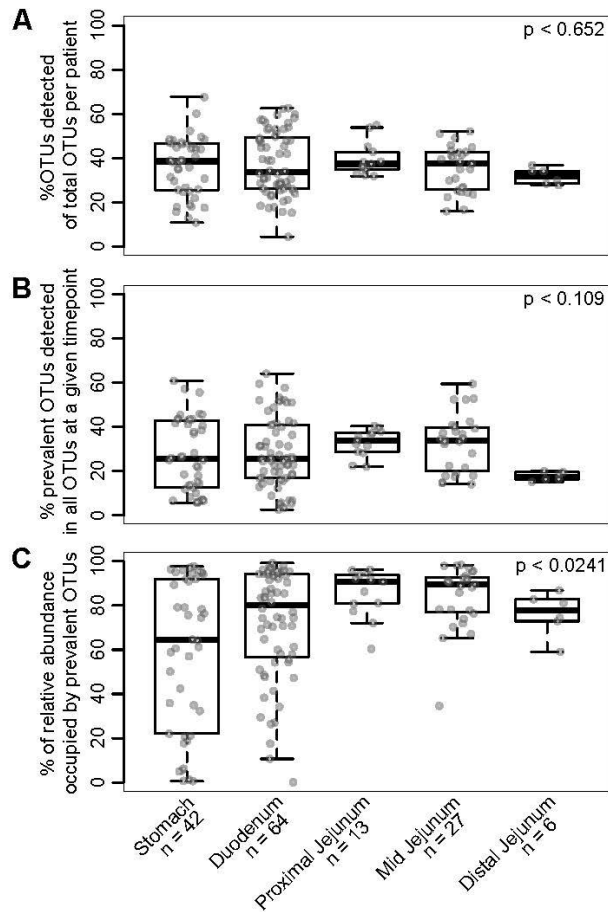 A
p < 0.652
%OTUs detected
of total OTUs per patient
0 20 40 60 80 100
B
p < 0.109
% prevalent OTUs detected
in all OTUs at a given timepoint
0 20 40 60 80 100
C
p < 0.0241
% of relative abundance
occupied by prevalent OTUs
0 20 40 60 80 100
Stomach
n = 42
Duodenum
n = 64
Proximal Jejunum
n = 13
Mid Jejunum
n = 27
Distal Jejunum
n = 6